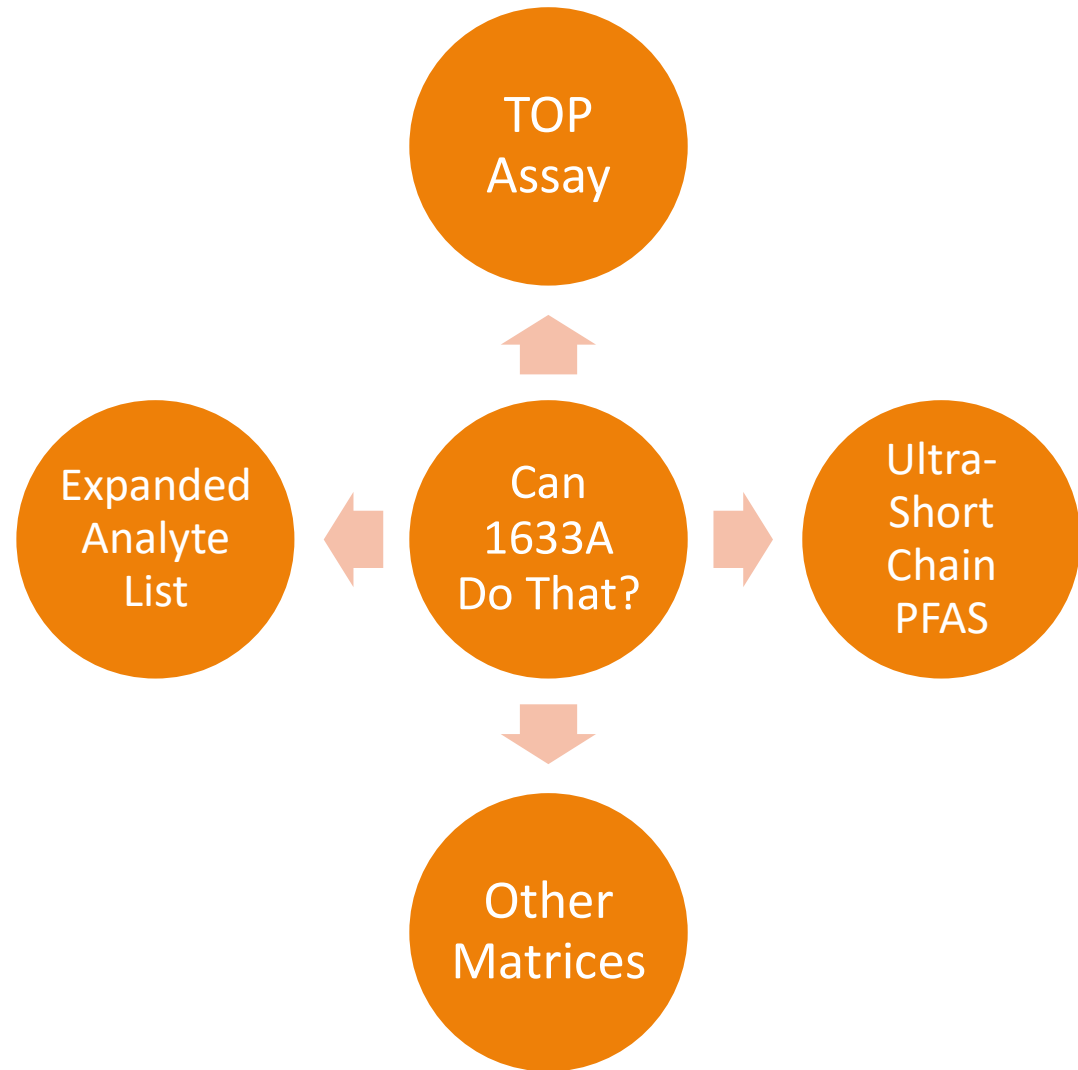 TOP
Assay
Expanded
Analyte
List
Can
1633A
Do That?
Ultra-
Short
Chain
PFAS
Other
Matrices